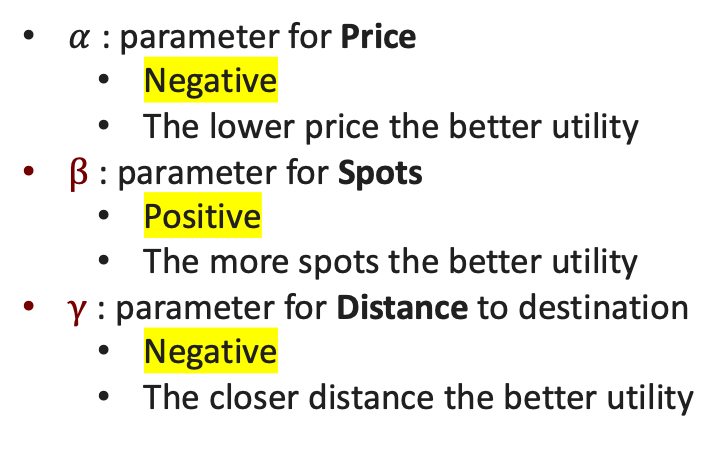 • α : parameter for Price
• Negative
• The lower price the better utility
• β : parameter for Spots
• Positive
• The more spots the better utility
• γ : parameter for Distance to destination
• Negative
• The closer distance the better utility